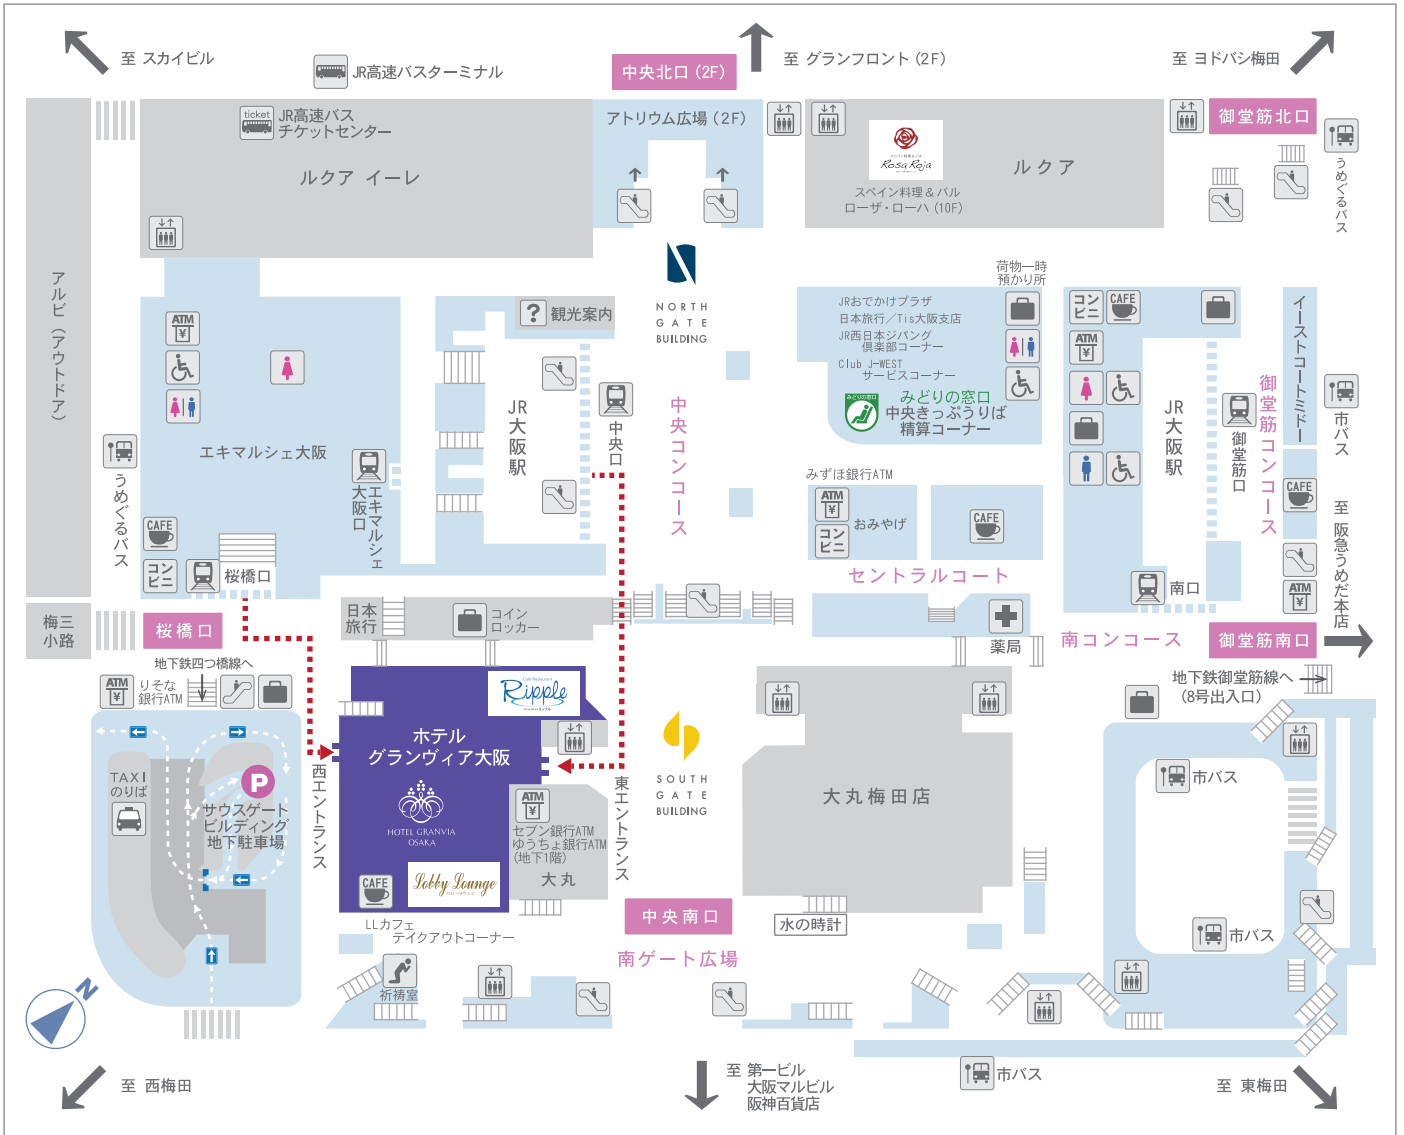 至 スカイビル
JR高速バスターミナル
中央北口(2F)
至 グランフロント(2F)
至 ヨドバシ梅田
ticket
JR高速バス
チケットセンター
ルクア イーレ
アトリウム広場(2F)
Rosa Roja
スペイン料理&バル
ローザ・ローハ(10F)
ルクア
御堂筋北口
うめぐるバス
アルビ(アウトドア)
ATM
¥
エキマルシェ大阪
うめぐるバス
CAFE
コンビニ
桜橋口
エキマルシェ
大阪口
?
観光案内
JR大阪駅
中央口
NORTH
GATE
BUILDING
中央コンコース
荷物一時
預かり所
JRおでかけプラザ
日本旅行/Tis大阪支店
JR西日本ジパング
倶楽部コーナー
Club J-WEST
サービスコーナー
みどりの窓口
みどりの窓口
中央きっぷうりば
精算コーナー
みずほ銀行ATM
ATM
¥
おみやげ
コンビニ
CAFE
セントラルコート
コンビニ
CAFE
ATM
¥
JR大阪駅
御堂筋口
御堂筋コンコース
イーストコートミドー
市バス
CAFE
ATM
¥
至 阪急うめだ本店
南口
梅三
小路
桜橋口
日本
旅行
コイン
ロッカー
薬局
南コンコース
御堂筋南口
地下鉄四つ橋線へ
ATM
¥
りそな
銀行ATM
地下鉄御堂筋線へ
(8号出入口)
Café Restaurant
Ripple
ホテル
グランヴィア大阪
HOTEL GRANVIA
OSAKA
西エントランス
東エントランス
TAXI
のりば
P
サウスゲート
ビルディング
地下駐車場
ATM
¥
セブン銀行ATM
ゆうちょ銀行ATM
(地下1階)
大丸
CAFE
Lobby Lounge
LLカフェ
テイクアウトコーナー
SOUTH
GATE
BUILDING
大丸梅田店
市バス
市バス
中央南口
水の時計
南ゲート広場
祈祷室
N
至 西梅田
至 第一ビル
大阪マルビル
阪神百貨店
市バス
至 東梅田